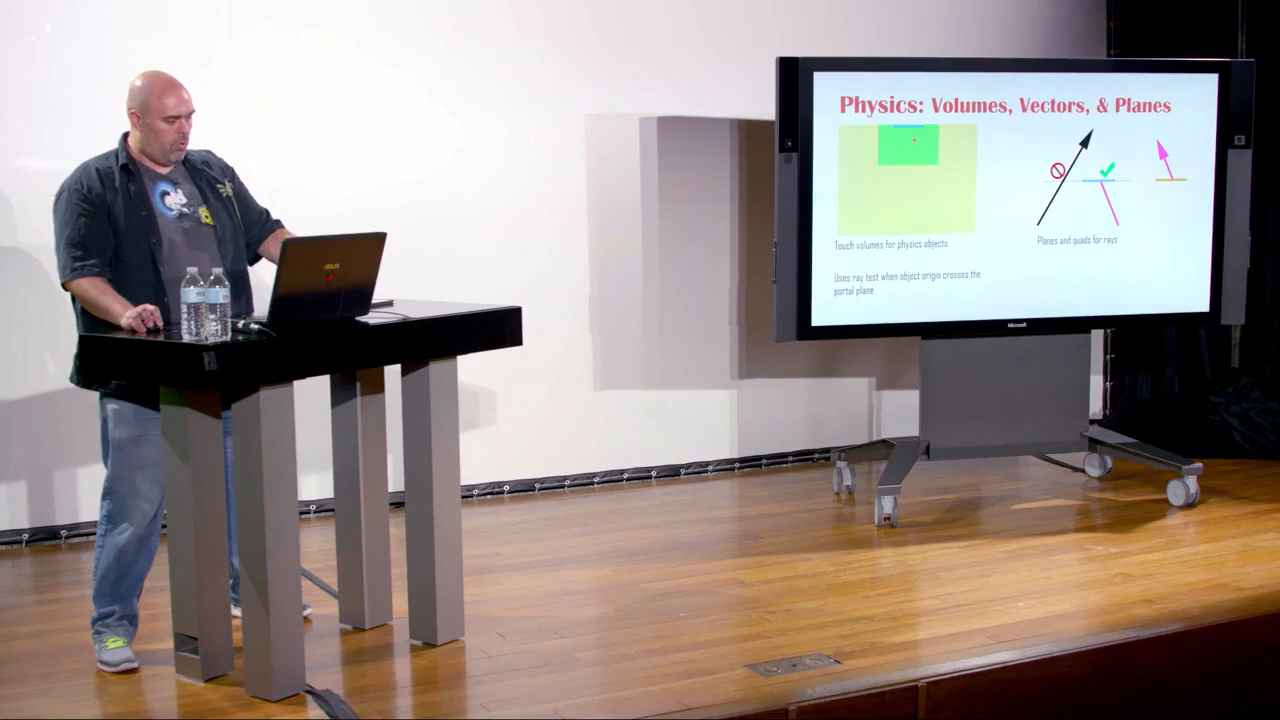 Physics: Volumes, Vectors, & Planes
Touch volumes for physics objects
Planes and quads for rays
Uses ray test when object origin crosses the
portal plane
Microsoft
ASUS